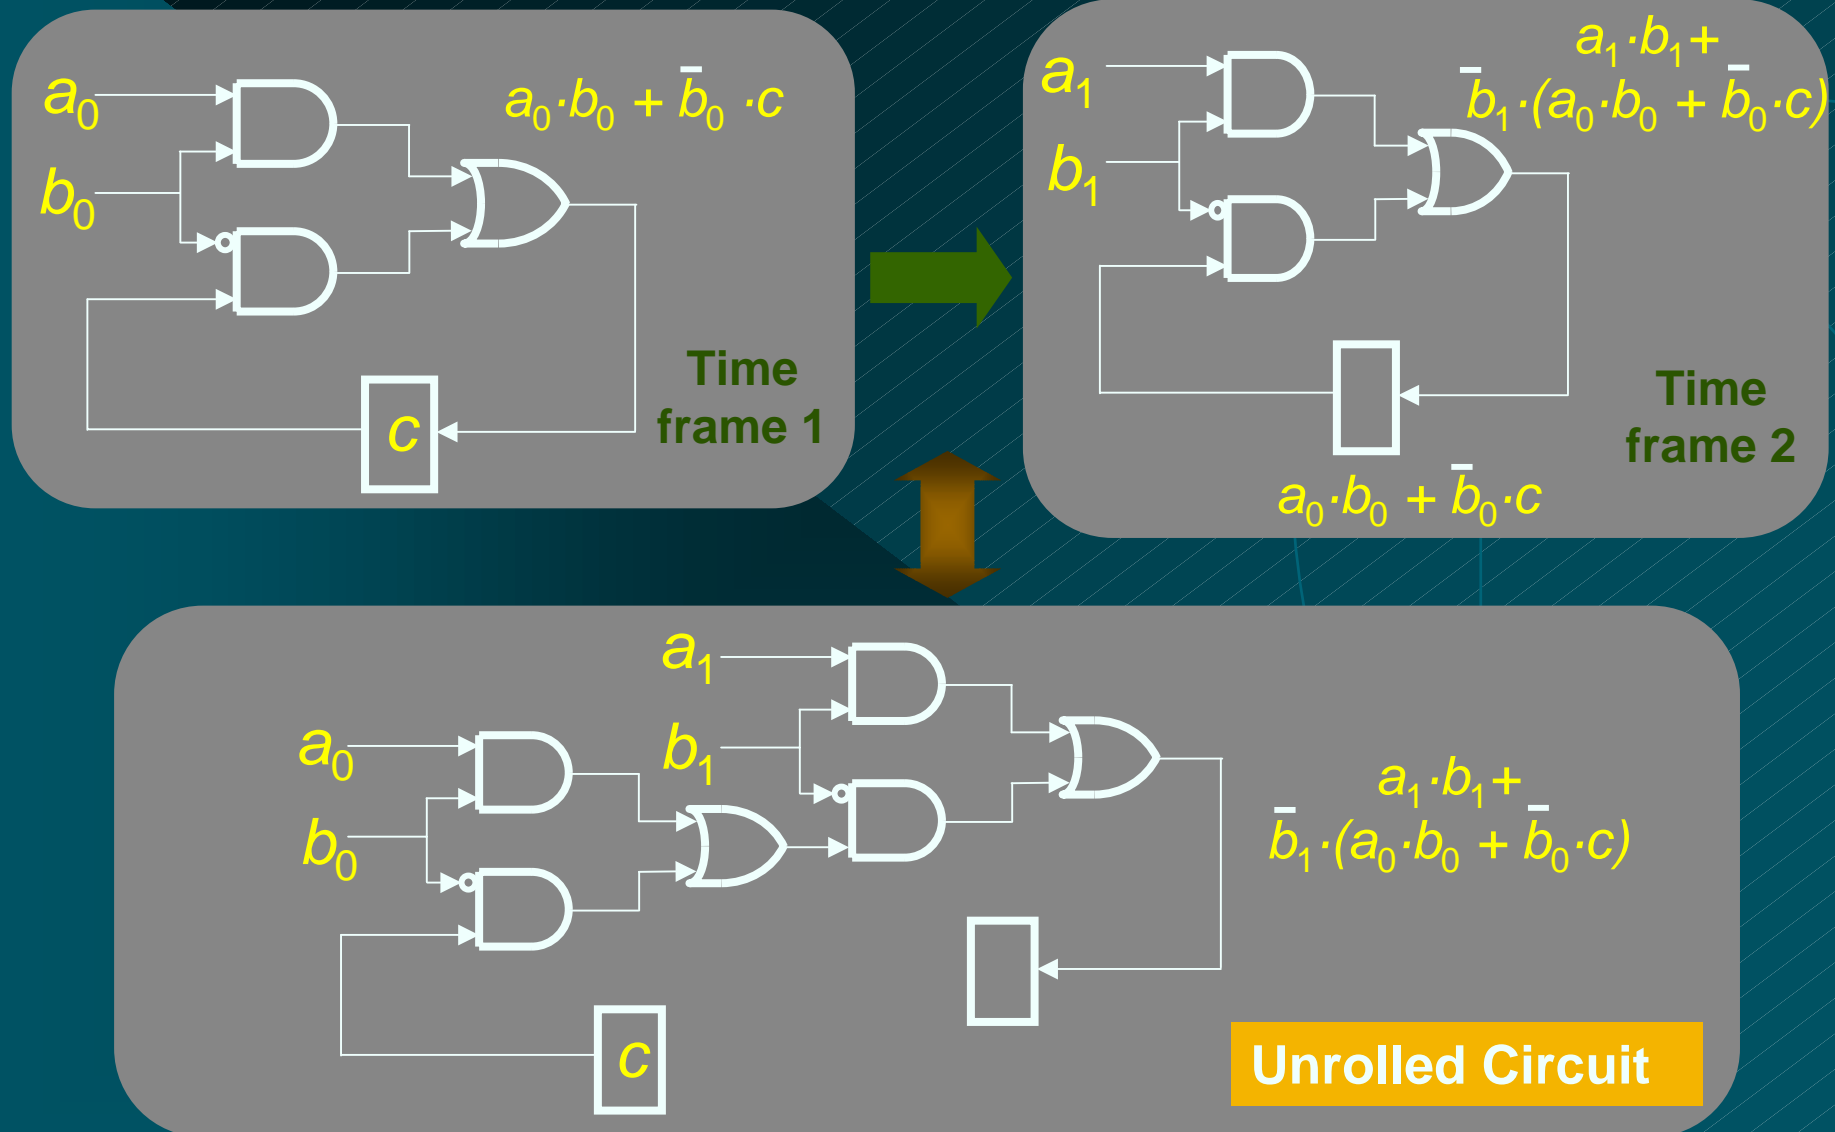 a₀
b₀
a₀·b₀ + b̄₀ ·c
c
Time
frame 1
a₁
b₁
a₁·b₁+
b̄₁·(a₀·b₀ + b̄₀·c)
Time
frame 2
a₀·b₀ + b̄₀·c
a₁
b₁
a₀
b₀
a₁·b₁+
b̄₁·(a₀·b₀ + b̄₀·c)
c
Unrolled Circuit